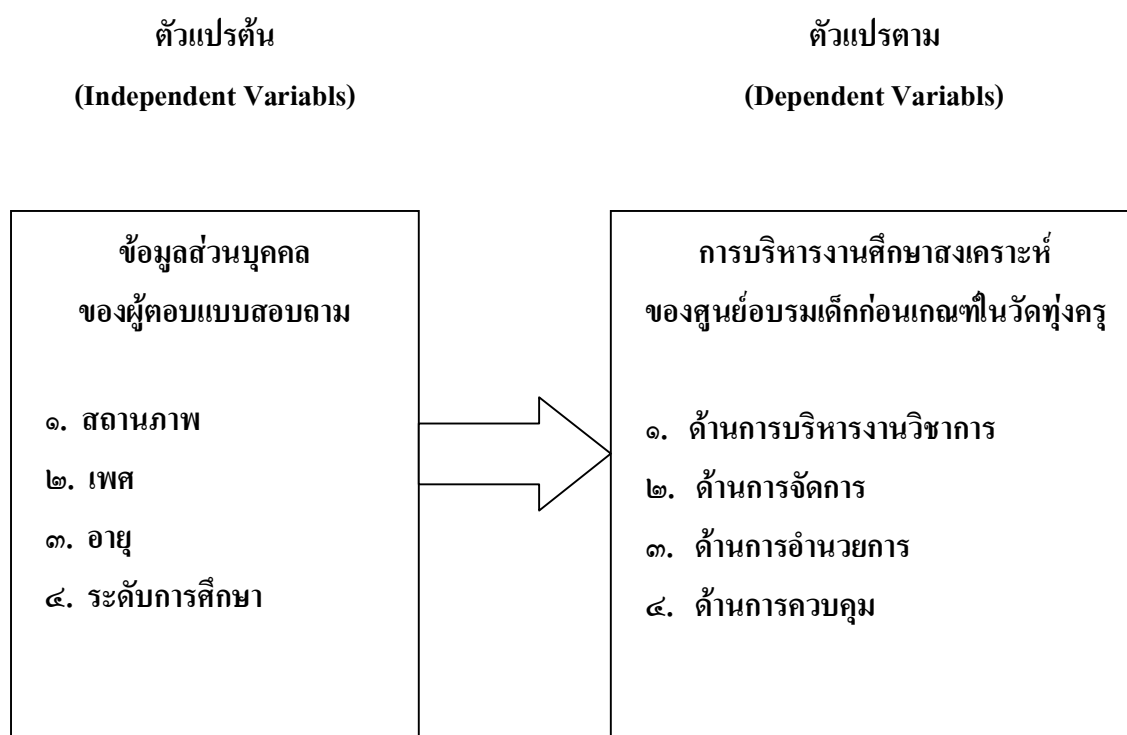 ตัวแปรต้น
(Independent Variabls)
ตัวแปรตาม
(Dependent Variabls)
ข้อมูลส่วนบุคคล
ของผู้ตอบแบบสอบถาม
๑. สถานภาพ
๒. เพศ
๓. อายุ
๔. ระดับการศึกษา
การบริหารงานศึกษาสงเคราะห์
ของศูนย์อบรมเด็กก่อนเกณฑ์ในวัดทุ่งครุ
๑. ด้านการบริหารงานวิชาการ
๒. ด้านการจัดการ
๓. ด้านการอำนวยการ
๔. ด้านการควบคุม